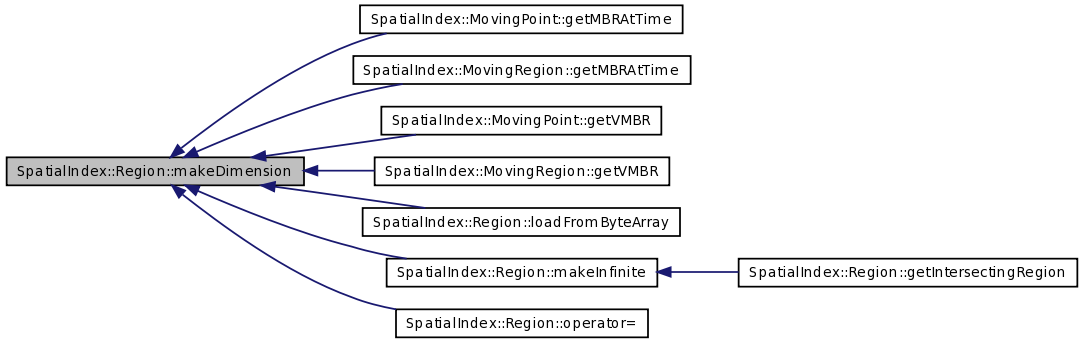 SpatialIndex::MovingPoint::getMBRAtTime
SpatialIndex::MovingRegion::getMBRAtTime
SpatialIndex::MovingPoint::getVMBR
SpatialIndex::Region::makeDimension
SpatialIndex::MovingRegion::getVMBR
SpatialIndex::Region::loadFromByteArray
SpatialIndex::Region::makeInfinite
SpatialIndex::Region::getIntersectingRegion
SpatialIndex::Region::operator=